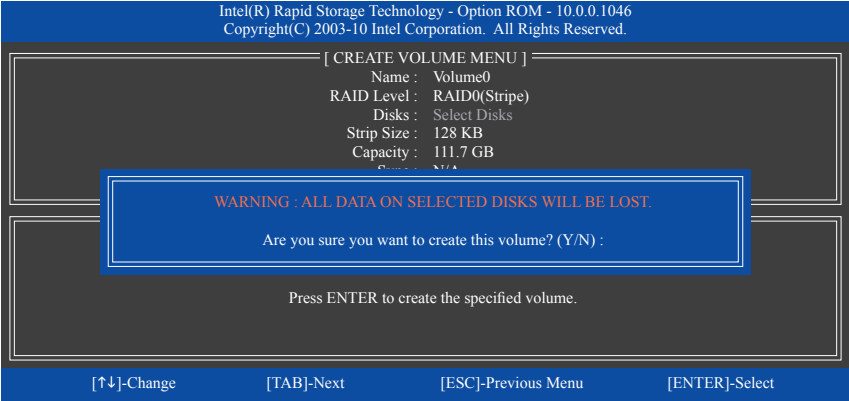 Intel(R) Rapid Storage Technology - Option ROM - 10.0.0.1046
Copyright(C) 2003-10 Intel Corporation. All Rights Reserved.
[ CREATE VOLUME MENU ]
Name : Volume0
RAID Level : RAID0(Stripe)
Disks : Select Disks
Strip Size : 128 KB
Capacity : 111.7 GB
N/A
WARNING : ALL DATA ON SELECTED DISKS WILL BE LOST.
Are you sure you want to create this volume? (Y/N) :
Press ENTER to create the specified volume.
[↑↓]-Change [TAB]-Next [ESC]-Previous Menu [ENTER]-Select